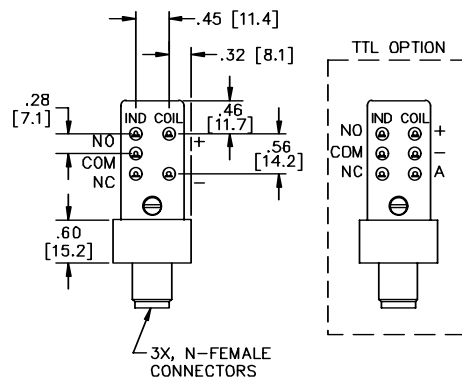 .45 [11.4]
.32 [8.1]
TTL OPTION
.28
[7.1]
IND COIL
.46
[11.7]
NO
+
COM
.56
[14.2]
NC
–
.60
[15.2]
IND COIL
NO
+
COM
–
NC
A
3X, N-FEMALE
CONNECTORS